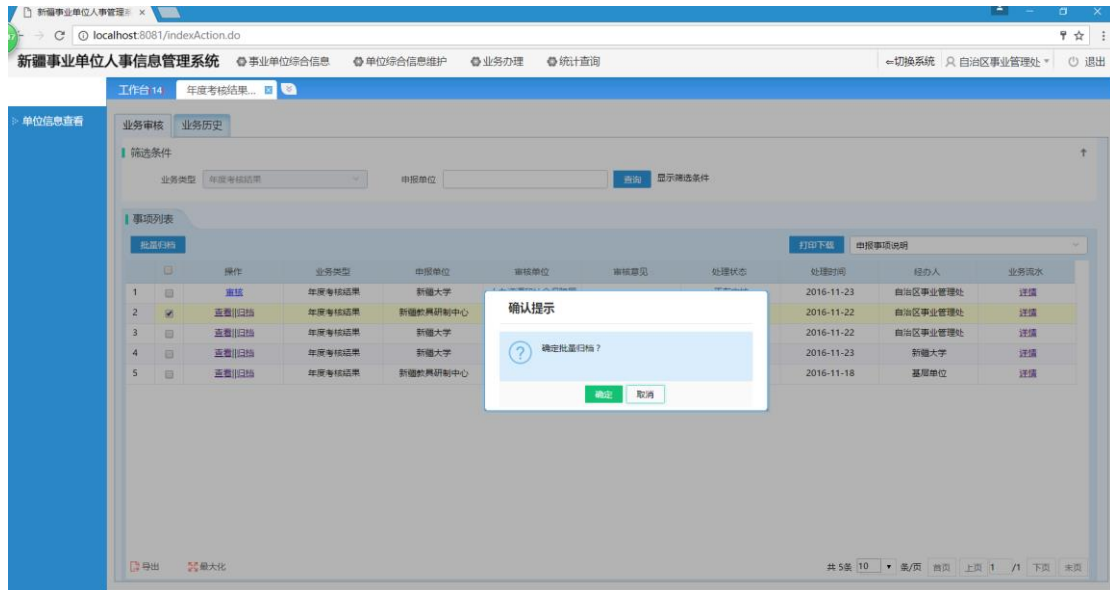 新疆事业单位人事管理系 ×
localhost:8081/indexAction.do
新疆事业单位人事信息管理系统 事业单位综合信息 单位综合信息维护 业务办理 统计查询 切换系统 自治区事业管理处 退出
工作台 14 年度考核结果...
单位信息查看
业务审核 业务历史
筛选条件
业务类型 年度考核结果 申报单位 查询 显示筛选条件
事项列表
批量归档 打印下载 申报事项说明
操作 业务类型 申报单位 审核单位 审核意见 处理状态 处理时间 经办人 业务流水
1 审核 年度考核结果 新疆大学 2016-11-23 自治区事业管理处 详情
2 查看||归档 年度考核结果 新疆教具研制中心 2016-11-22 自治区事业管理处 详情
3 查看||归档 年度考核结果 新疆大学 2016-11-22 自治区事业管理处 详情
4 查看||归档 年度考核结果 新疆大学 2016-11-23 新疆大学 详情
5 查看||归档 年度考核结果 新疆教具研制中心 2016-11-18 基层单位 详情
确认提示
确定批量归档？
确定 取消
导出 最大化 共 5条 10 条/页 首页 上页 1 /1 下页 末页